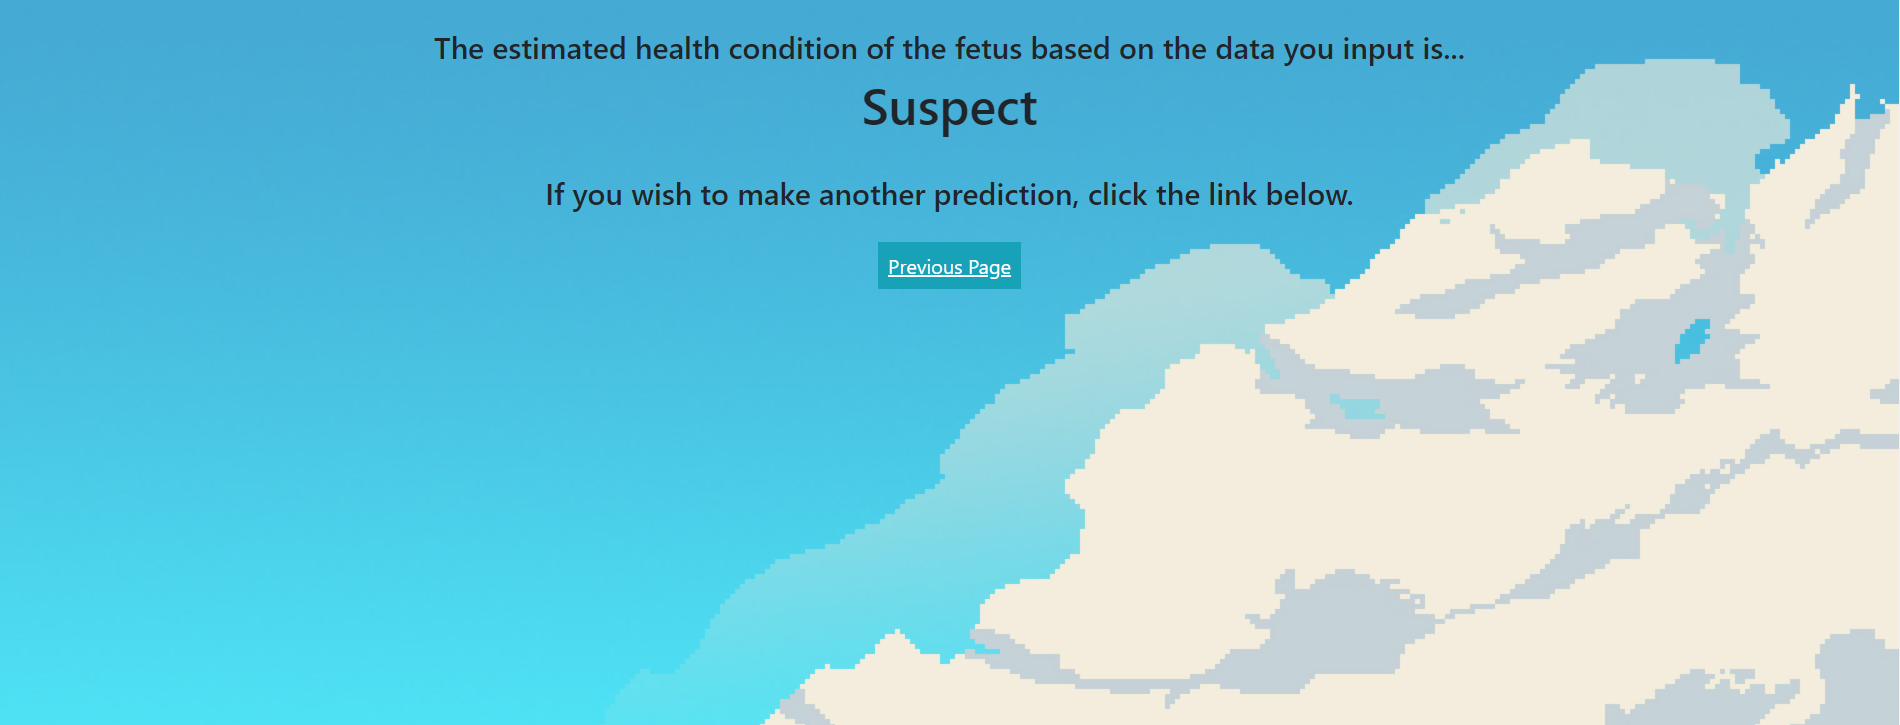 The estimated health condition of the fetus based on the data you input is...
Suspect
If you wish to make another prediction, click the link below.
Previous Page